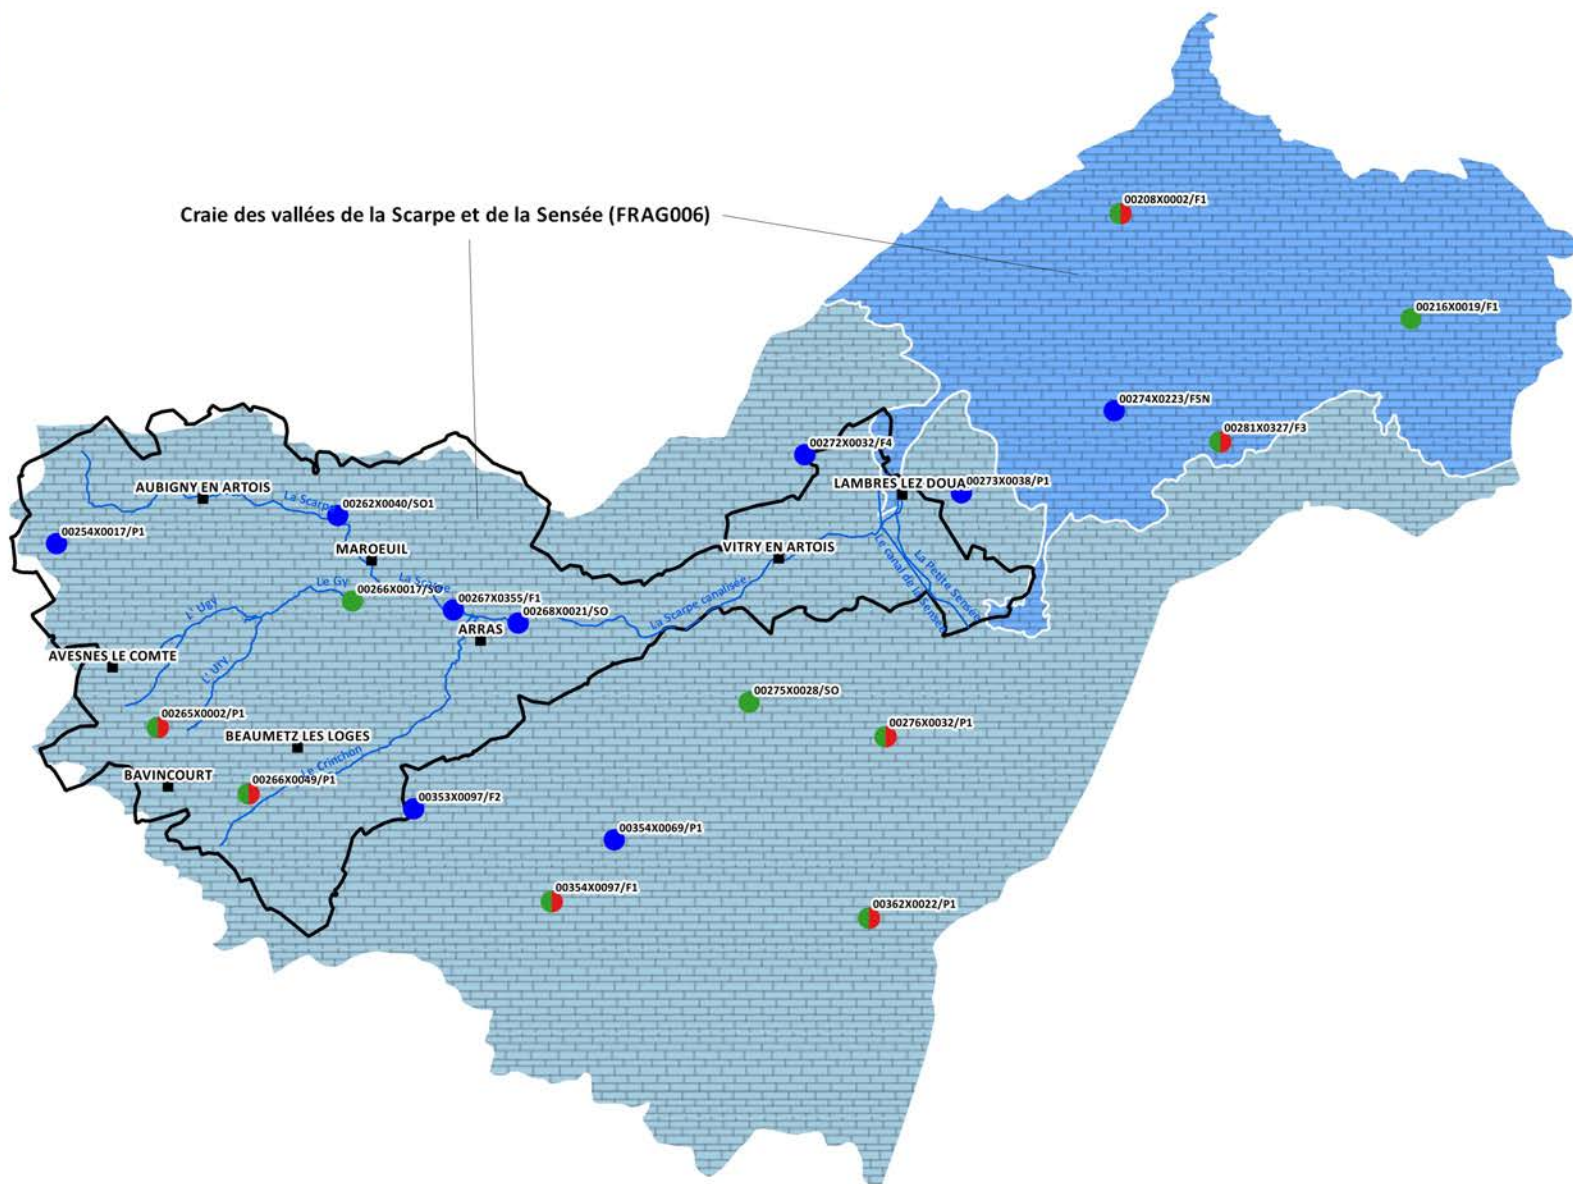 00208X0002/F1
Craie des vallées de la Scarpe et de la Sensée (FRAG006)
00216X0019/F1
00274X0223/F5N
00281X0327/F3
00272X0032/F4
LAMBRES LEZ DOUA
00273X0038/P1
AUBIGNY EN ARTOIS
La Scarpe
00262X0040/SO1
00254X0017/P1
MAROEUIL
VITRY EN ARTOIS
Le canal de la Sensée
La Petite Sensée
Le Gy
La Scarpe
00266X0017/SO
00267X0355/F1
00268X0021/SO
La Scarpe canalisée
L' Ugy
ARRAS
AVESNES LE COMTE
00275X0028/SO
00265X0002/P1
BEAUMETZ LES LOGES
00276X0032/P1
Le Crinchon
BAVINCOURT
00266X0049/P1
00353X0097/F2
00354X0069/P1
00354X0097/F1
00362X0022/P1